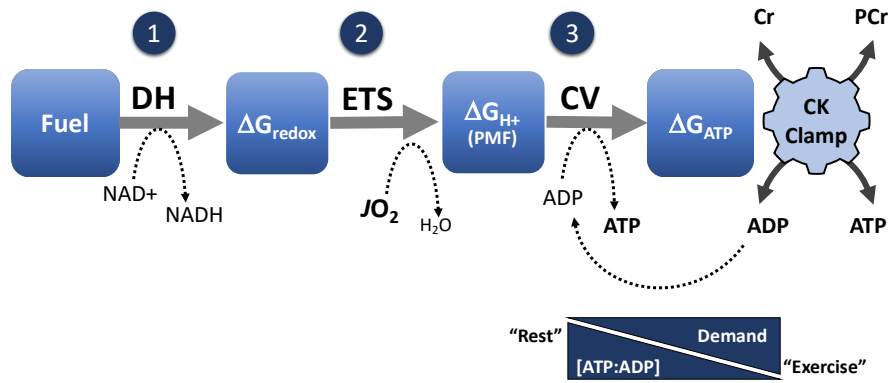 1
2
3
Cr
PCr
Fuel
DH
ΔGredox
ETS
ΔGH+
(PMF)
CV
ΔGATP
CK
Clamp
NAD+
NADH
JO₂
H₂O
ADP
ATP
ADP
ATP
“Rest”
Demand
[ATP:ADP]
“Exercise”